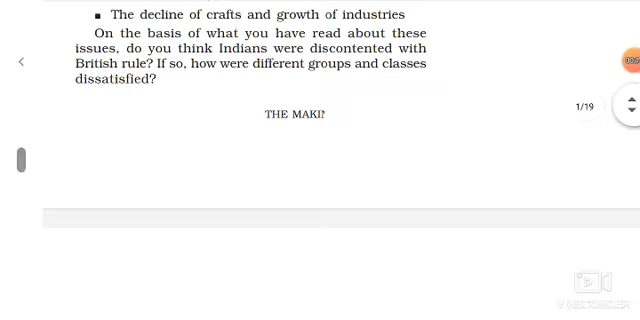 ▪ The decline of crafts and growth of industries
On the basis of what you have read about these
issues, do you think Indians were discontented with
British rule? If so, how were different groups and classes
dissatisfied?
THE MAKIN
1/19